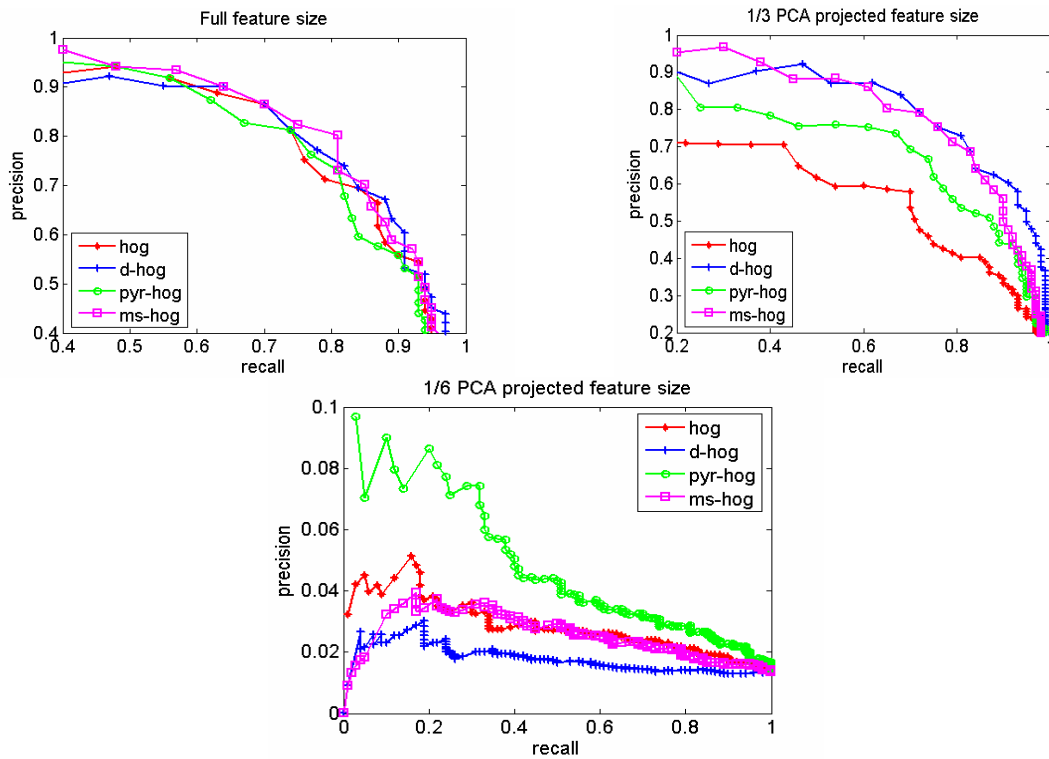 Full feature size
1
0.9
0.8
0.7
0.6
0.5
0.4
precision
hog
d-hog
pyr-hog
ms-hog
0.4 0.5 0.6 0.7 0.8 0.9 1
recall
1/3 PCA projected feature size
1
0.9
0.8
0.7
0.6
0.5
0.4
0.3
0.2
precision
hog
d-hog
pyr-hog
ms-hog
0.2 0.4 0.6 0.8 1
recall
1/6 PCA projected feature size
0.1
0.08
0.06
0.04
0.02
0
precision
hog
d-hog
pyr-hog
ms-hog
0 0.2 0.4 0.6 0.8 1
recall